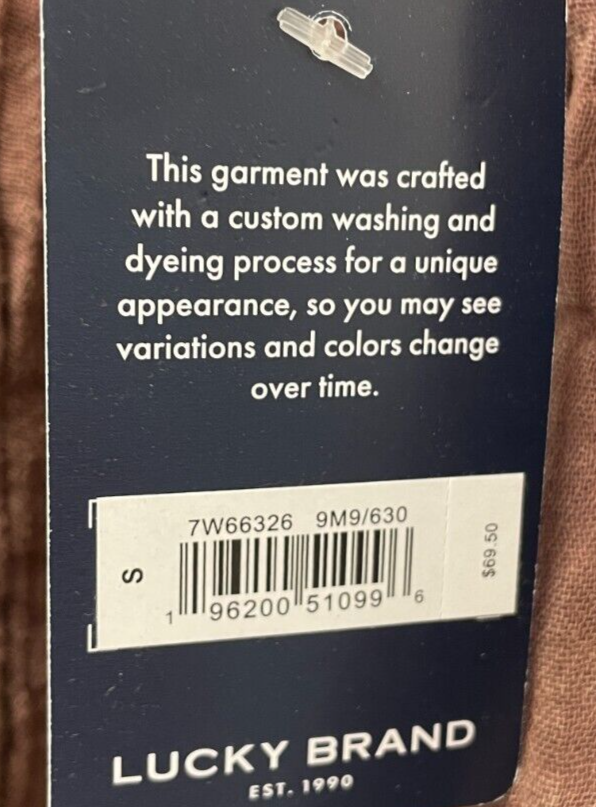 This garment was crafted
with a custom washing and
dyeing process for a unique
appearance, so you may see
variations and colors change
over time.
7W66326 9M9/630
S
$69.50
1 96200 51099 6
LUCKY BRAND
EST. 1990